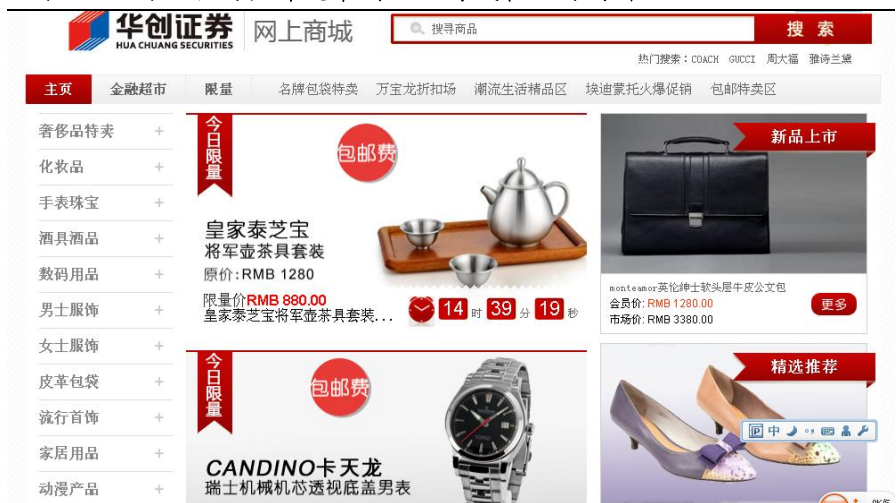 华创证券 网上商城
HUA CHUANG SECURITIES
搜寻商品
搜 索
热门搜索：COACH GUCCI 周大福 雅诗兰黛
主页 金融超市 限量 名牌包袋特卖 万宝龙折扣场 潮流生活精品区 埃迪蒙托火爆促销 包邮特卖区
奢侈品特卖 +
化妆品 +
手表珠宝 +
酒具酒品 +
数码用品 +
男士服饰 +
女士服饰 +
皮革包袋 +
流行首饰 +
家居用品 +
动漫产品 +
今日限量
包邮费
皇家泰芝宝
将军壶茶具套装
原价:RMB 1280
限量价RMB 880.00
皇家泰芝宝将军壶茶具套装...
14 时 39 分 19 秒
今日限量
包邮费
CANDINO卡天龙
瑞士机械机芯透视底盖男表
新品上市
monteamor英伦绅士软头层牛皮公文包
会员价: RMB 1280.00
市场价: RMB 3380.00
更多
精选推荐
中